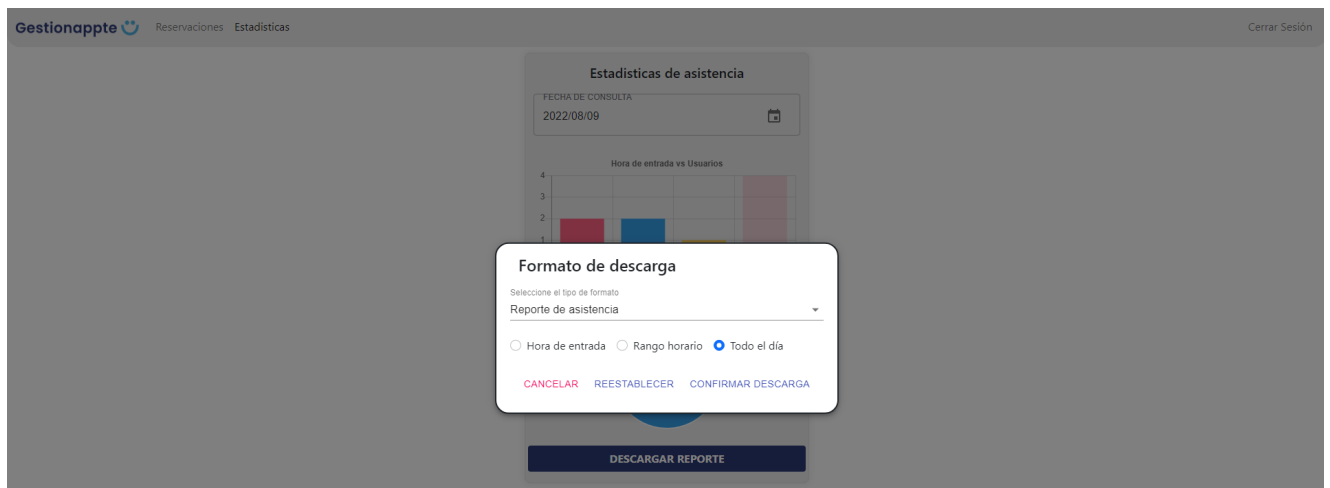 Gestionappte Reservaciones Estadísticas Cerrar Sesión
Estadisticas de asistencia
FECHA DE CONSULTA
2022/08/09
Hora de entrada vs Usuarios
4
3
2
1
Formato de descarga
Seleccione el tipo de formato
Reporte de asistencia
Hora de entrada Rango horario Todo el día
CANCELAR REESTABLECER CONFIRMAR DESCARGA
DESCARGAR REPORTE